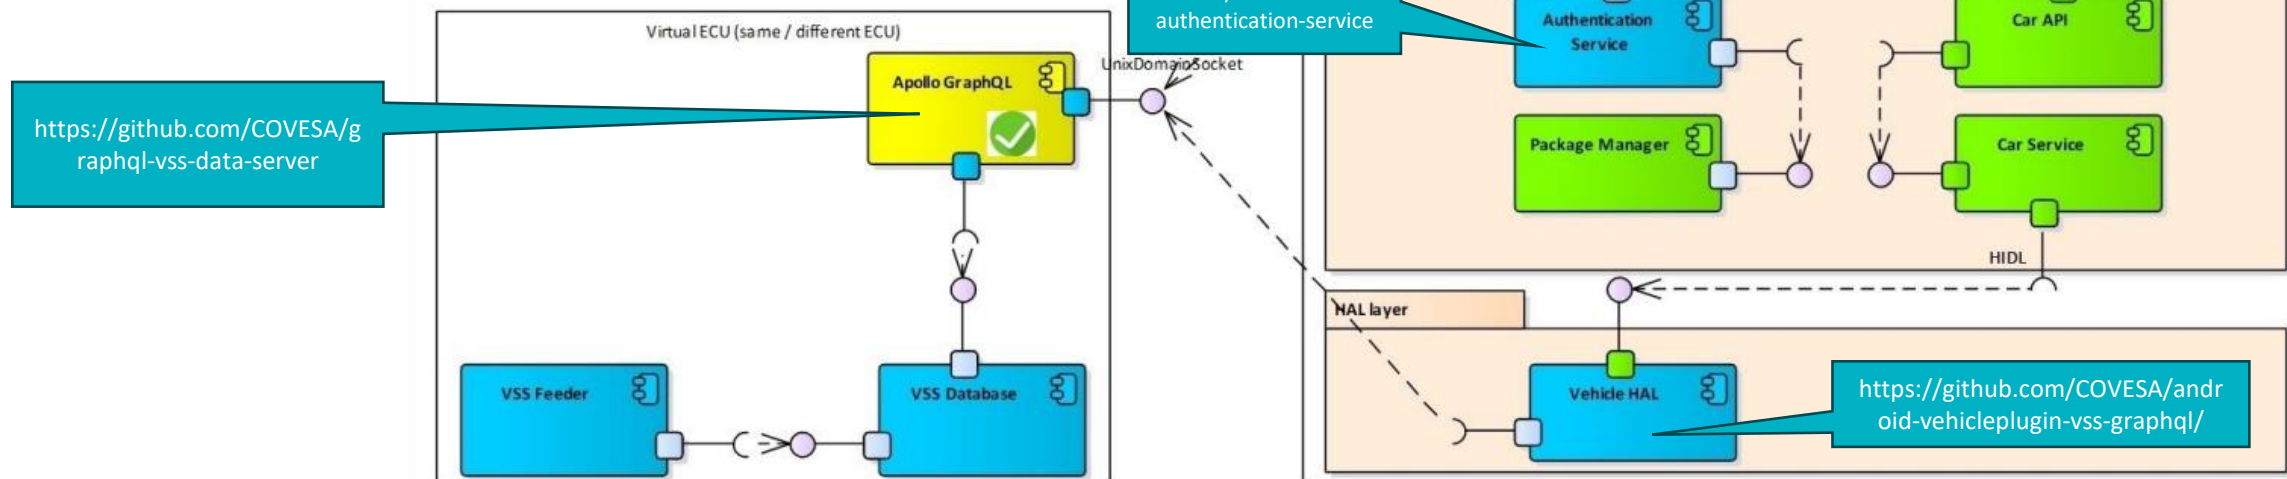 Virtual ECU (same / different ECU)
authentication-service
Authentication
Service
Car API
UnixDomainSocket
Apollo GraphQL
https://github.com/COVESA/g
raphql-vss-data-server
Package Manager
Car Service
HIDL
HAL layer
VSS Feeder
VSS Database
Vehicle HAL
https://github.com/COVESA/andr
oid-vehicleplugin-vss-graphql/